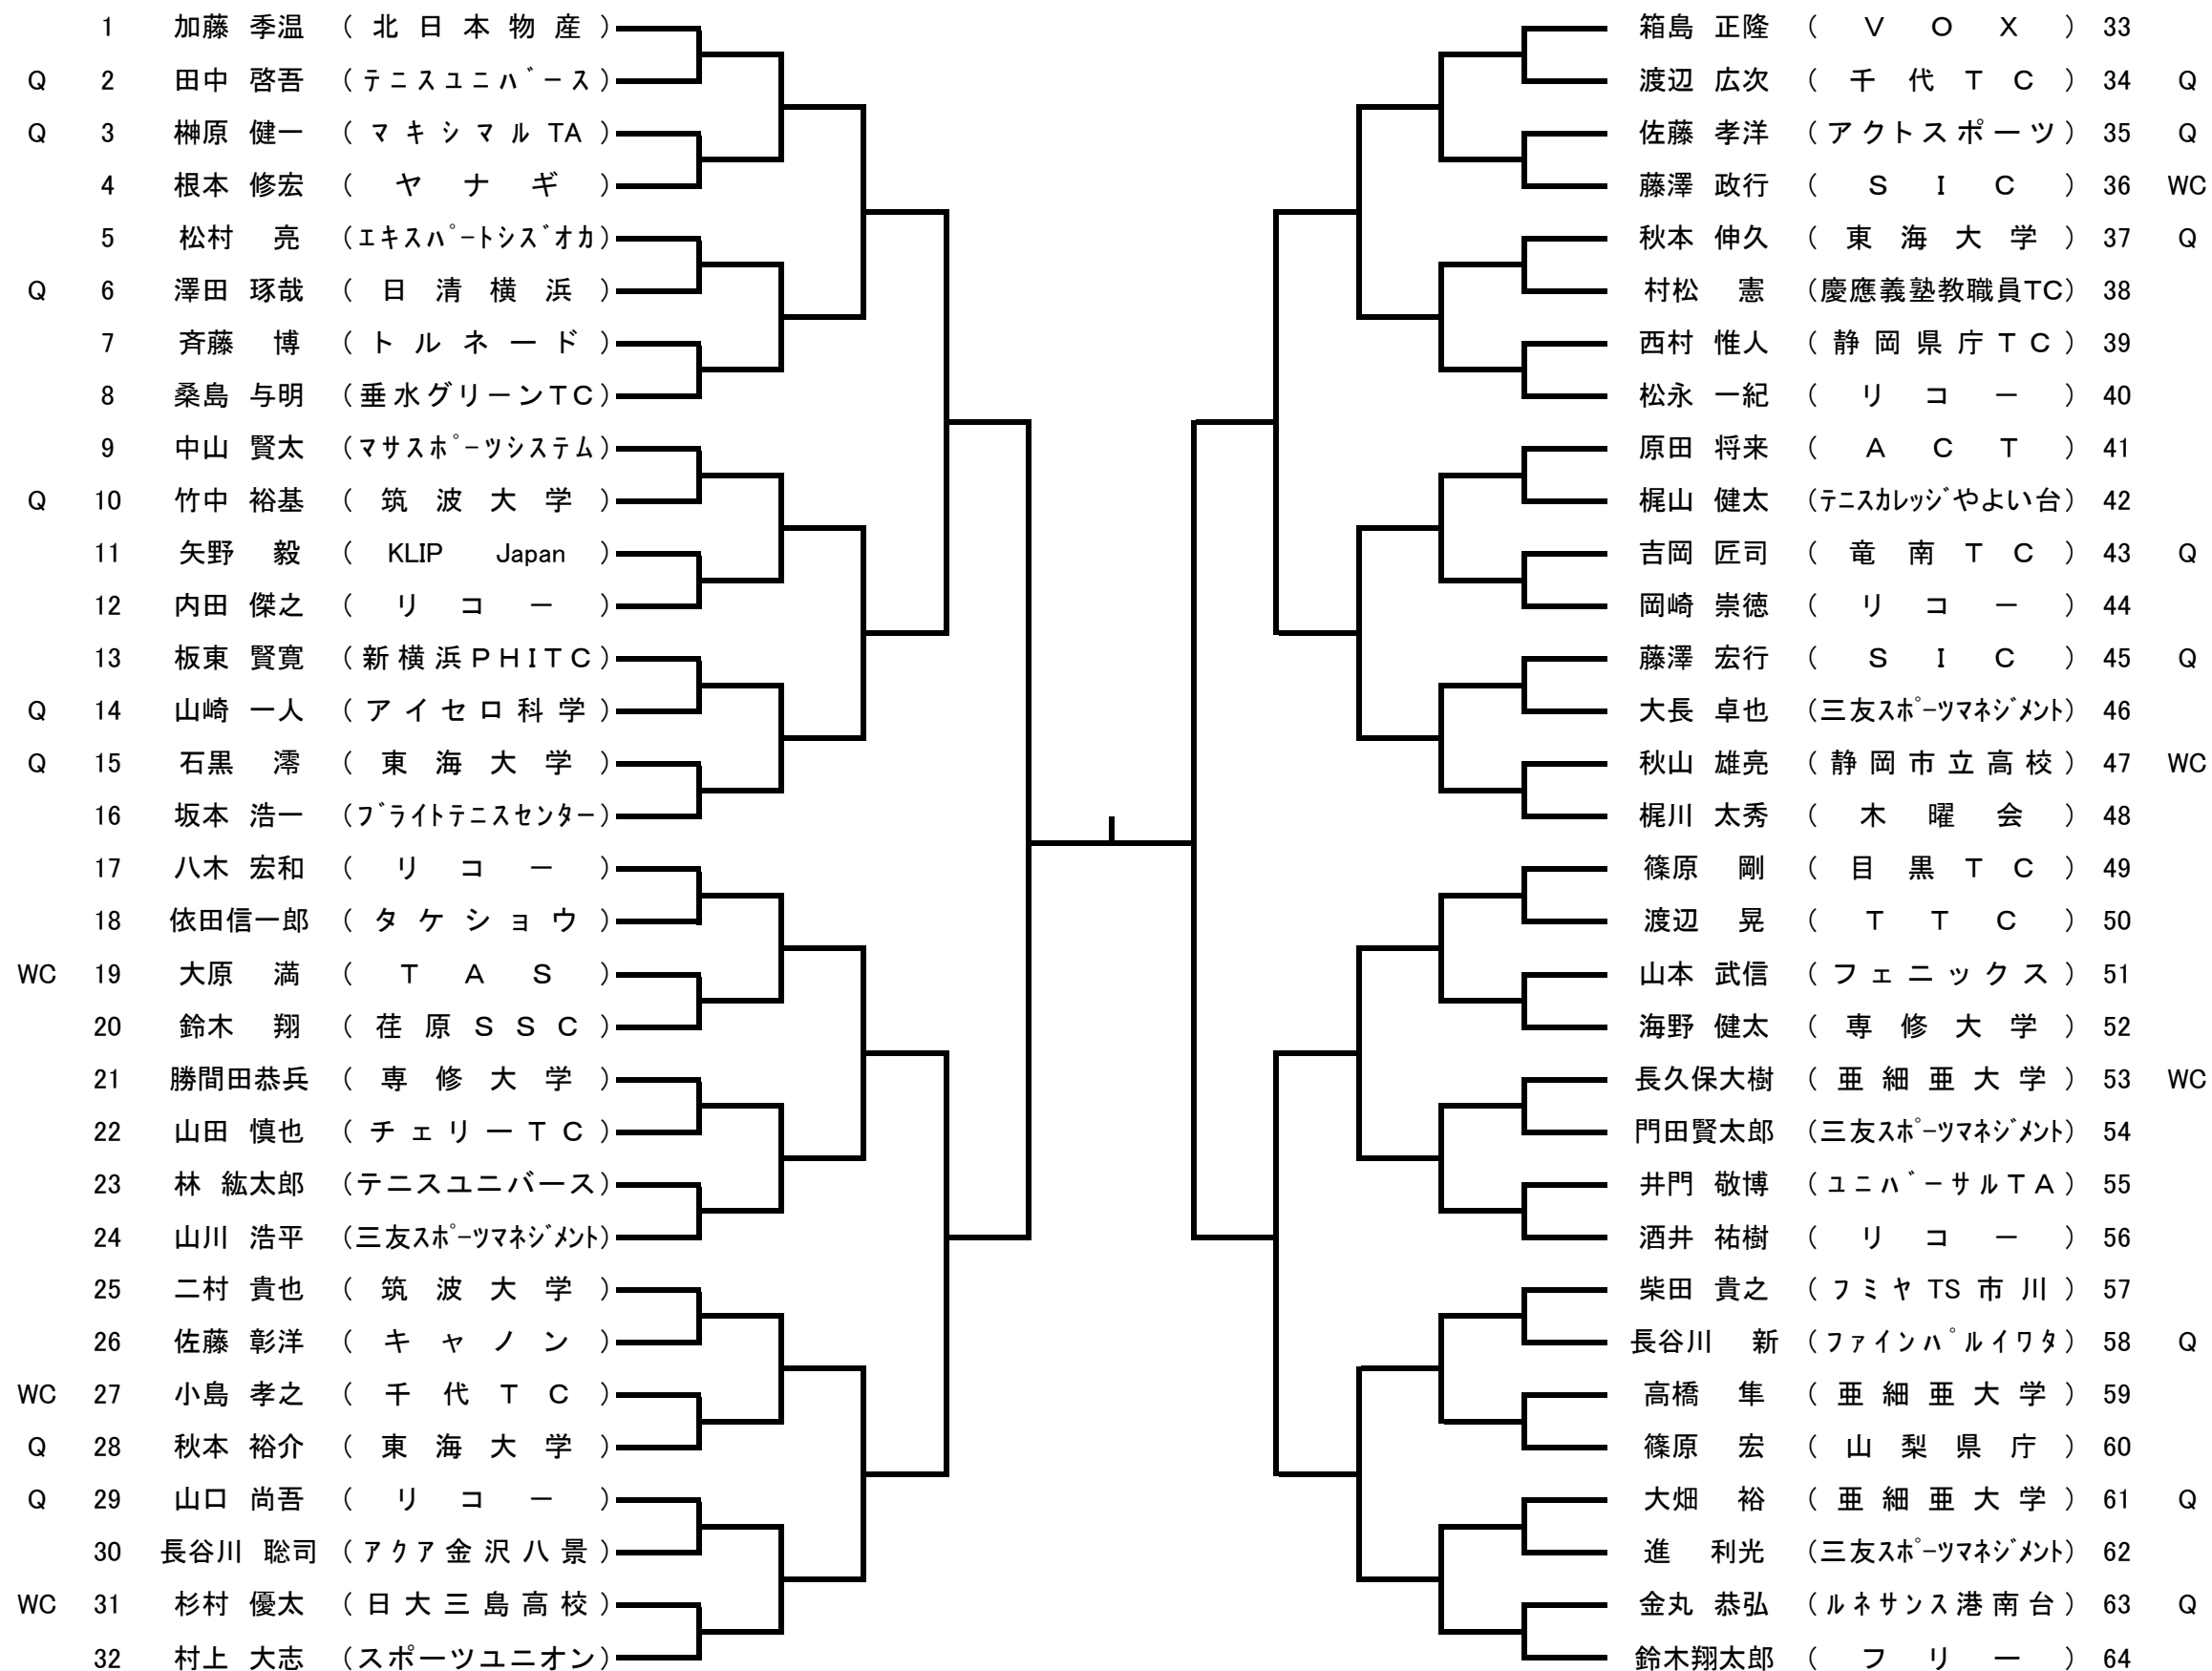 1 加藤 季温 (北日本物産)
Q 2 田中 啓吾 (テニスユニバース)
Q 3 榊原 健一 (マキシマルTA)
4 根本 修宏 (ヤナギ)
5 松村 亮 (エキスパートシズオカ)
Q 6 澤田 琢哉 (日清横浜)
7 斉藤 博 (トルネード)
8 桑島 与明 (垂水グリーンTC)
9 中山 賢太 (マサスポーツシステム)
Q 10 竹中 裕基 (筑波大学)
11 矢野 毅 (KLIP Japan)
12 内田 傑之 (リコー)
13 板東 賢寛 (新横浜PHITC)
Q 14 山崎 一人 (アイセロ科学)
Q 15 石黒 澪 (東海大学)
16 坂本 浩一 (ブライトテニスセンター)
17 八木 宏和 (リコー)
18 依田信一郎 (タケショウ)
WC 19 大原 満 (TAS)
20 鈴木 翔 (荏原SSC)
21 勝間田恭兵 (専修大学)
22 山田 慎也 (チェリーTC)
23 林 紘太郎 (テニスユニバース)
24 山川 浩平 (三友スポーツマネジメント)
25 二村 貴也 (筑波大学)
26 佐藤 彰洋 (キャノン)
WC 27 小島 孝之 (千代TC)
Q 28 秋本 裕介 (東海大学)
Q 29 山口 尚吾 (リコー)
30 長谷川 聡司 (アクア金沢八景)
WC 31 杉村 優太 (日大三島高校)
32 村上 大志 (スポーツユニオン)
箱島 正隆 (VOX) 33
渡辺 広次 (千代TC) 34 Q
佐藤 孝洋 (アクトスポーツ) 35 Q
藤澤 政行 (SIC) 36 WC
秋本 伸久 (東海大学) 37 Q
村松 憲 (慶應義塾教職員TC) 38
西村 惟人 (静岡県庁TC) 39
松永 一紀 (リコー) 40
原田 将来 (ACT) 41
梶山 健太 (テニスカレッジやよい台) 42
吉岡 匠司 (竜南TC) 43 Q
岡崎 崇徳 (リコー) 44
藤澤 宏行 (SIC) 45 Q
大長 卓也 (三友スポーツマネジメント) 46
秋山 雄亮 (静岡市立高校) 47 WC
梶川 太秀 (木曜会) 48
篠原 剛 (目黒TC) 49
渡辺 晃 (TTC) 50
山本 武信 (フェニックス) 51
海野 健太 (専修大学) 52
長久保大樹 (亜細亜大学) 53 WC
門田賢太郎 (三友スポーツマネジメント) 54
井門 敬博 (ユニバーサルTA) 55
酒井 祐樹 (リコー) 56
柴田 貴之 (フミヤTS市川) 57
長谷川 新 (ファインパルイワタ) 58 Q
高橋 隼 (亜細亜大学) 59
篠原 宏 (山梨県庁) 60
大畑 裕 (亜細亜大学) 61 Q
進 利光 (三友スポーツマネジメント) 62
金丸 恭弘 (ルネサンス港南台) 63 Q
鈴木翔太郎 (フリー) 64